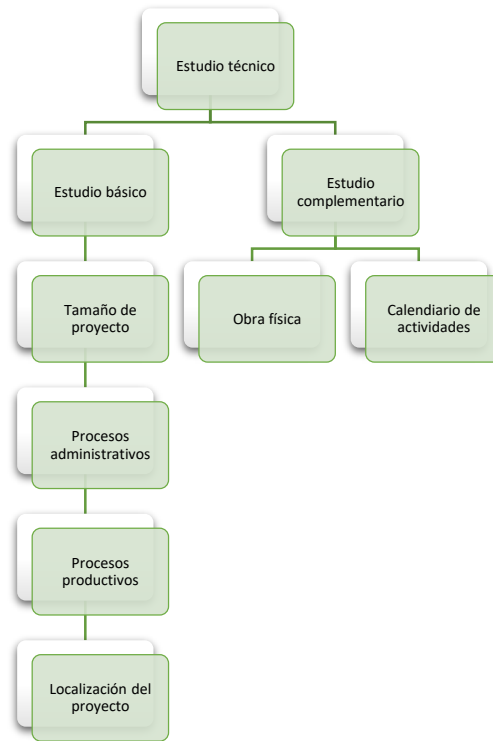 Estudio técnico
Estudio básico
Estudio
complementario
Tamaño de
proyecto
Obra física
Calendiario de
actividades
Procesos
administrativos
Procesos
productivos
Localización del
proyecto